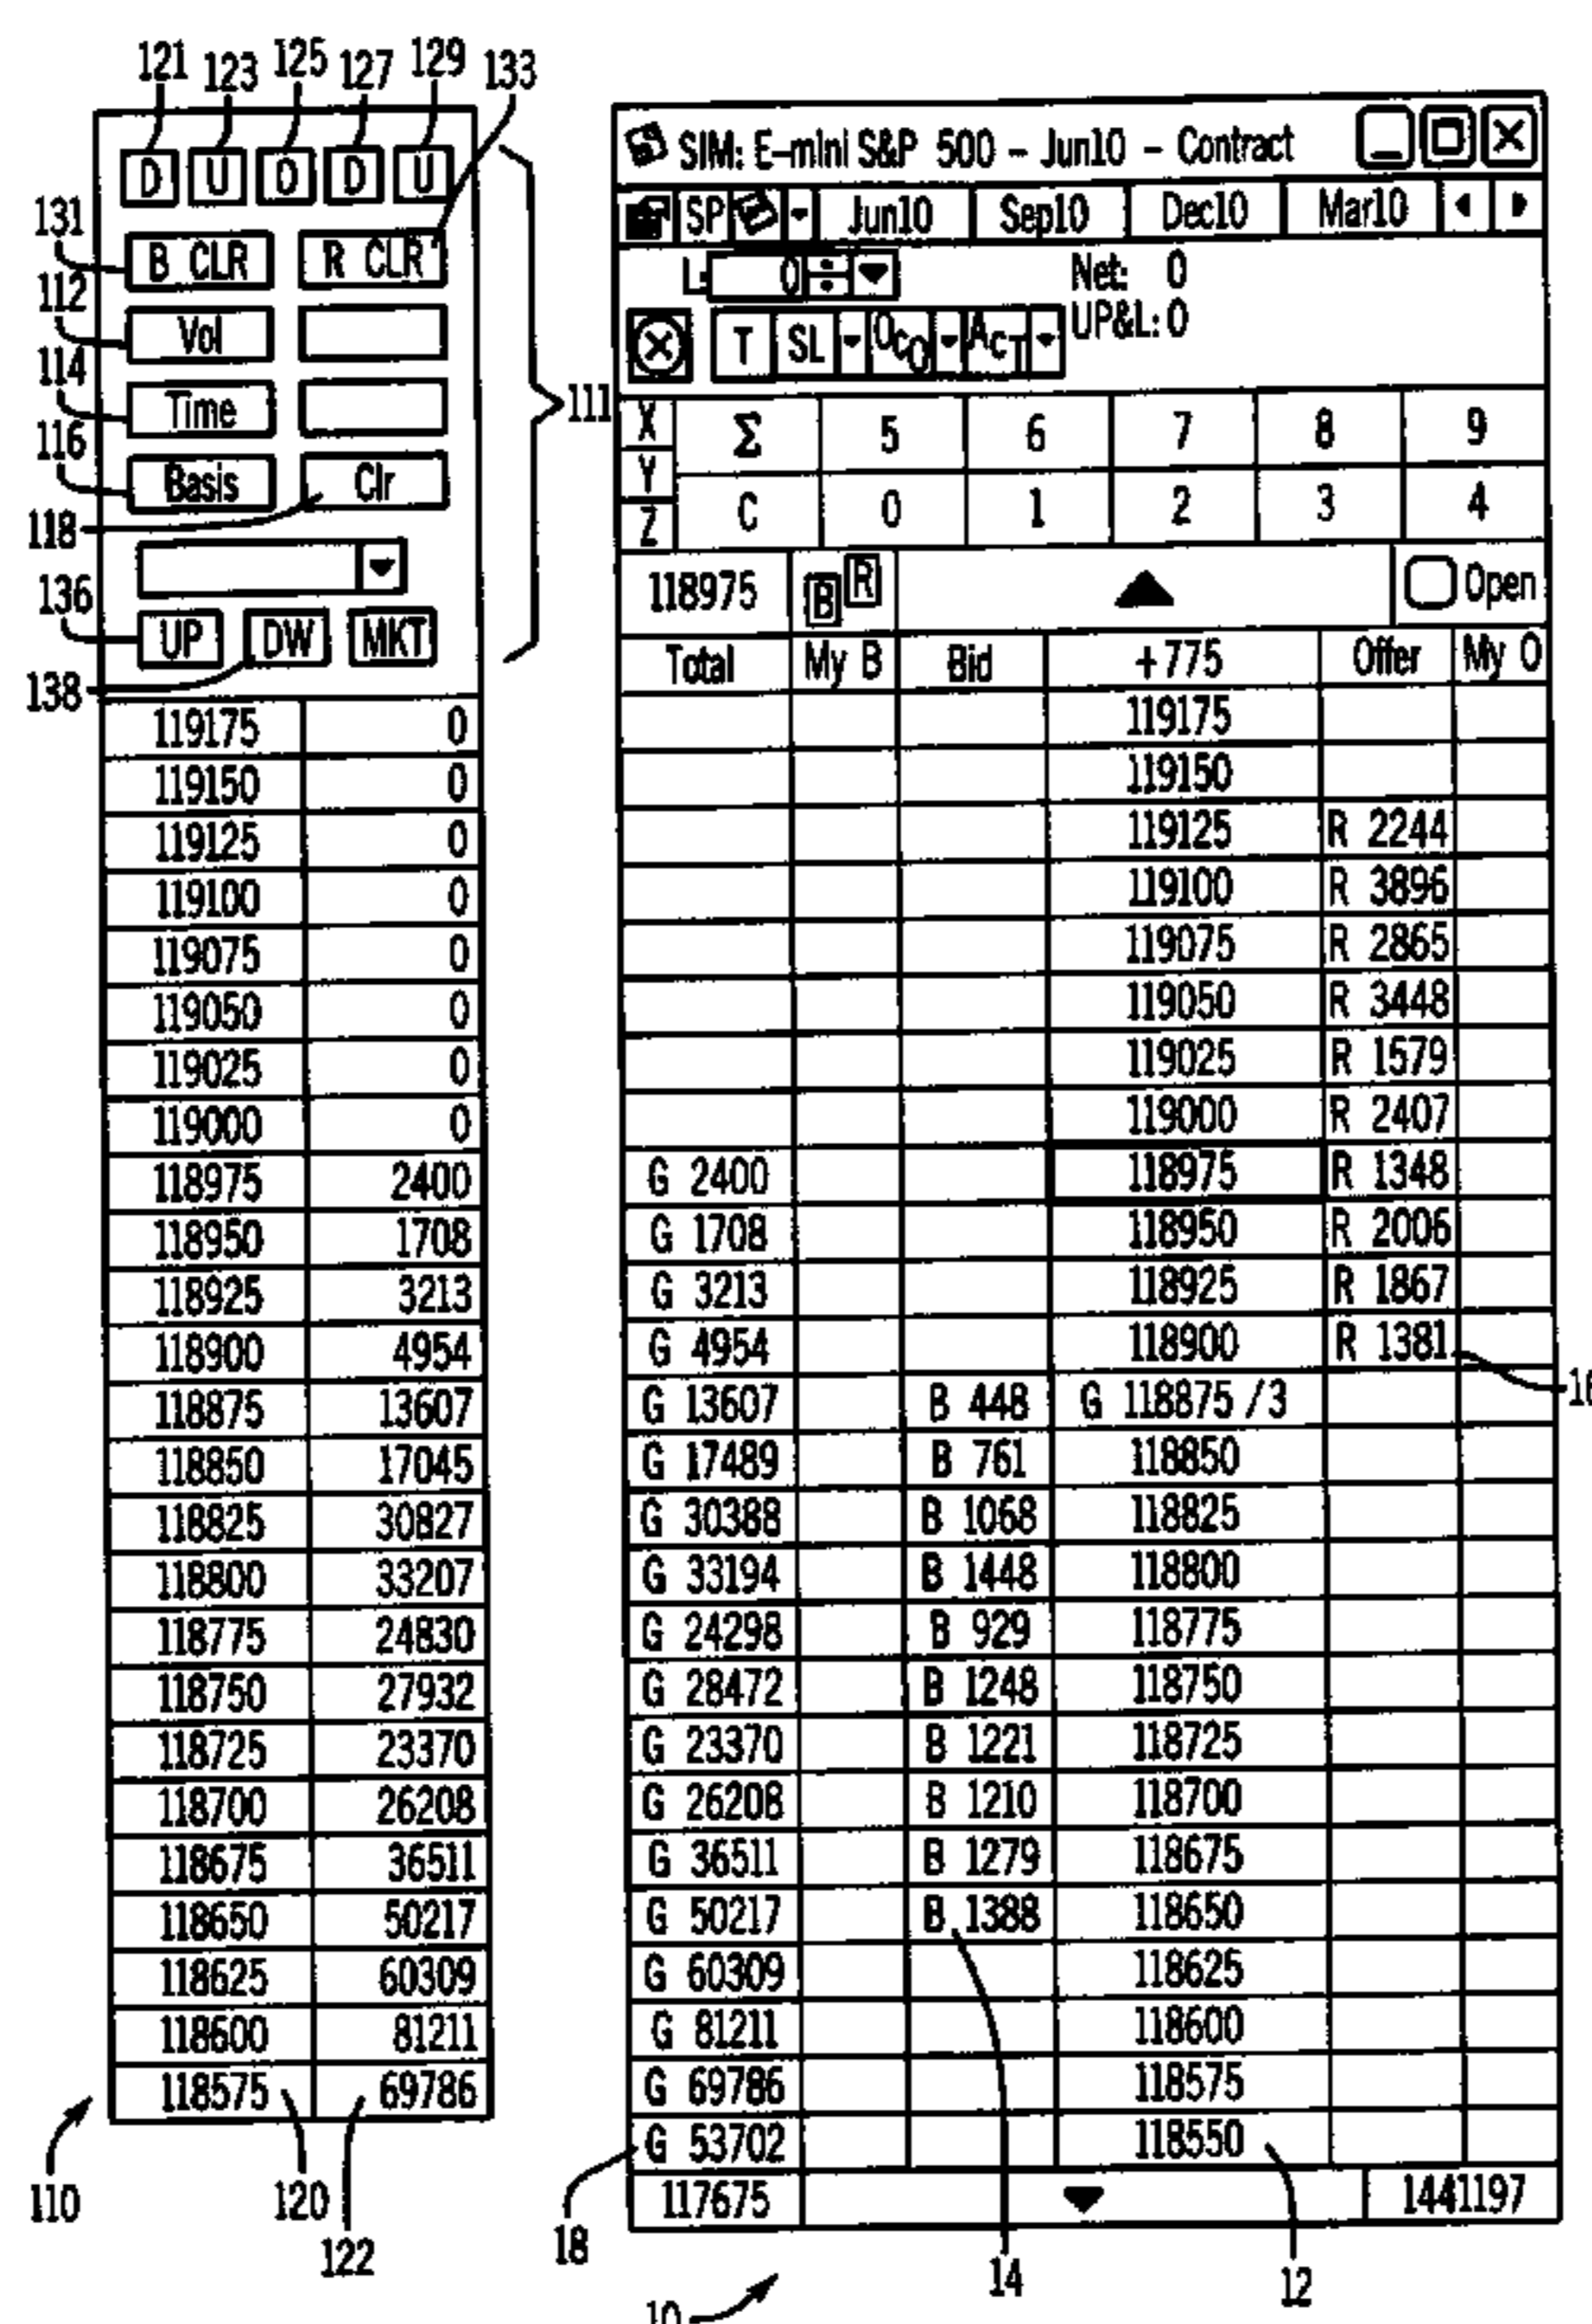 121 123 125 127 129 133
D U O D U
131
B CLR R CLR
112
Vol
114
Time
111
116
Basis Clr
118
136
UP DW MKT
138
119175 0
119150 0
119125 0
119100 0
119075 0
119050 0
119025 0
119000 0
118975 2400
118950 1708
118925 3213
118900 4954
118875 13607
118850 17045
118825 30827
118800 33207
118775 24830
118750 27932
118725 23370
118700 26208
118675 36511
118650 50217
118625 60309
118600 81211
118575 69786
110 120 122
SIM: E-mini S&P 500 - Jun10 - Contract
SP Jun10 Sep10 Dec10 Mar10
L: 0 Net: 0
T SL OCO ACT UP&L: 0
X Σ 5 6 7 8 9
Y
Z C 0 1 2 3 4
118975 B R Open
Total My B Bid +775 Offer My O
119175
119150
119125 R 2244
119100 R 3896
119075 R 2865
119050 R 3448
119025 R 1579
119000 R 2407
G 2400 118975 R 1348
G 1708 118950 R 2006
G 3213 118925 R 1867
G 4954 118900 R 1381
G 13607 B 448 G 118875 / 3
G 17489 B 761 118850
G 30388 B 1068 118825
G 33194 B 1448 118800
G 24298 B 929 118775
G 28472 B 1248 118750
G 23370 B 1221 118725
G 26208 B 1210 118700
G 36511 B 1279 118675
G 50217 B 1388 118650
G 60309 118625
G 81211 118600
G 69786 118575
G 53702 118550
117675 1441197
18 14 12